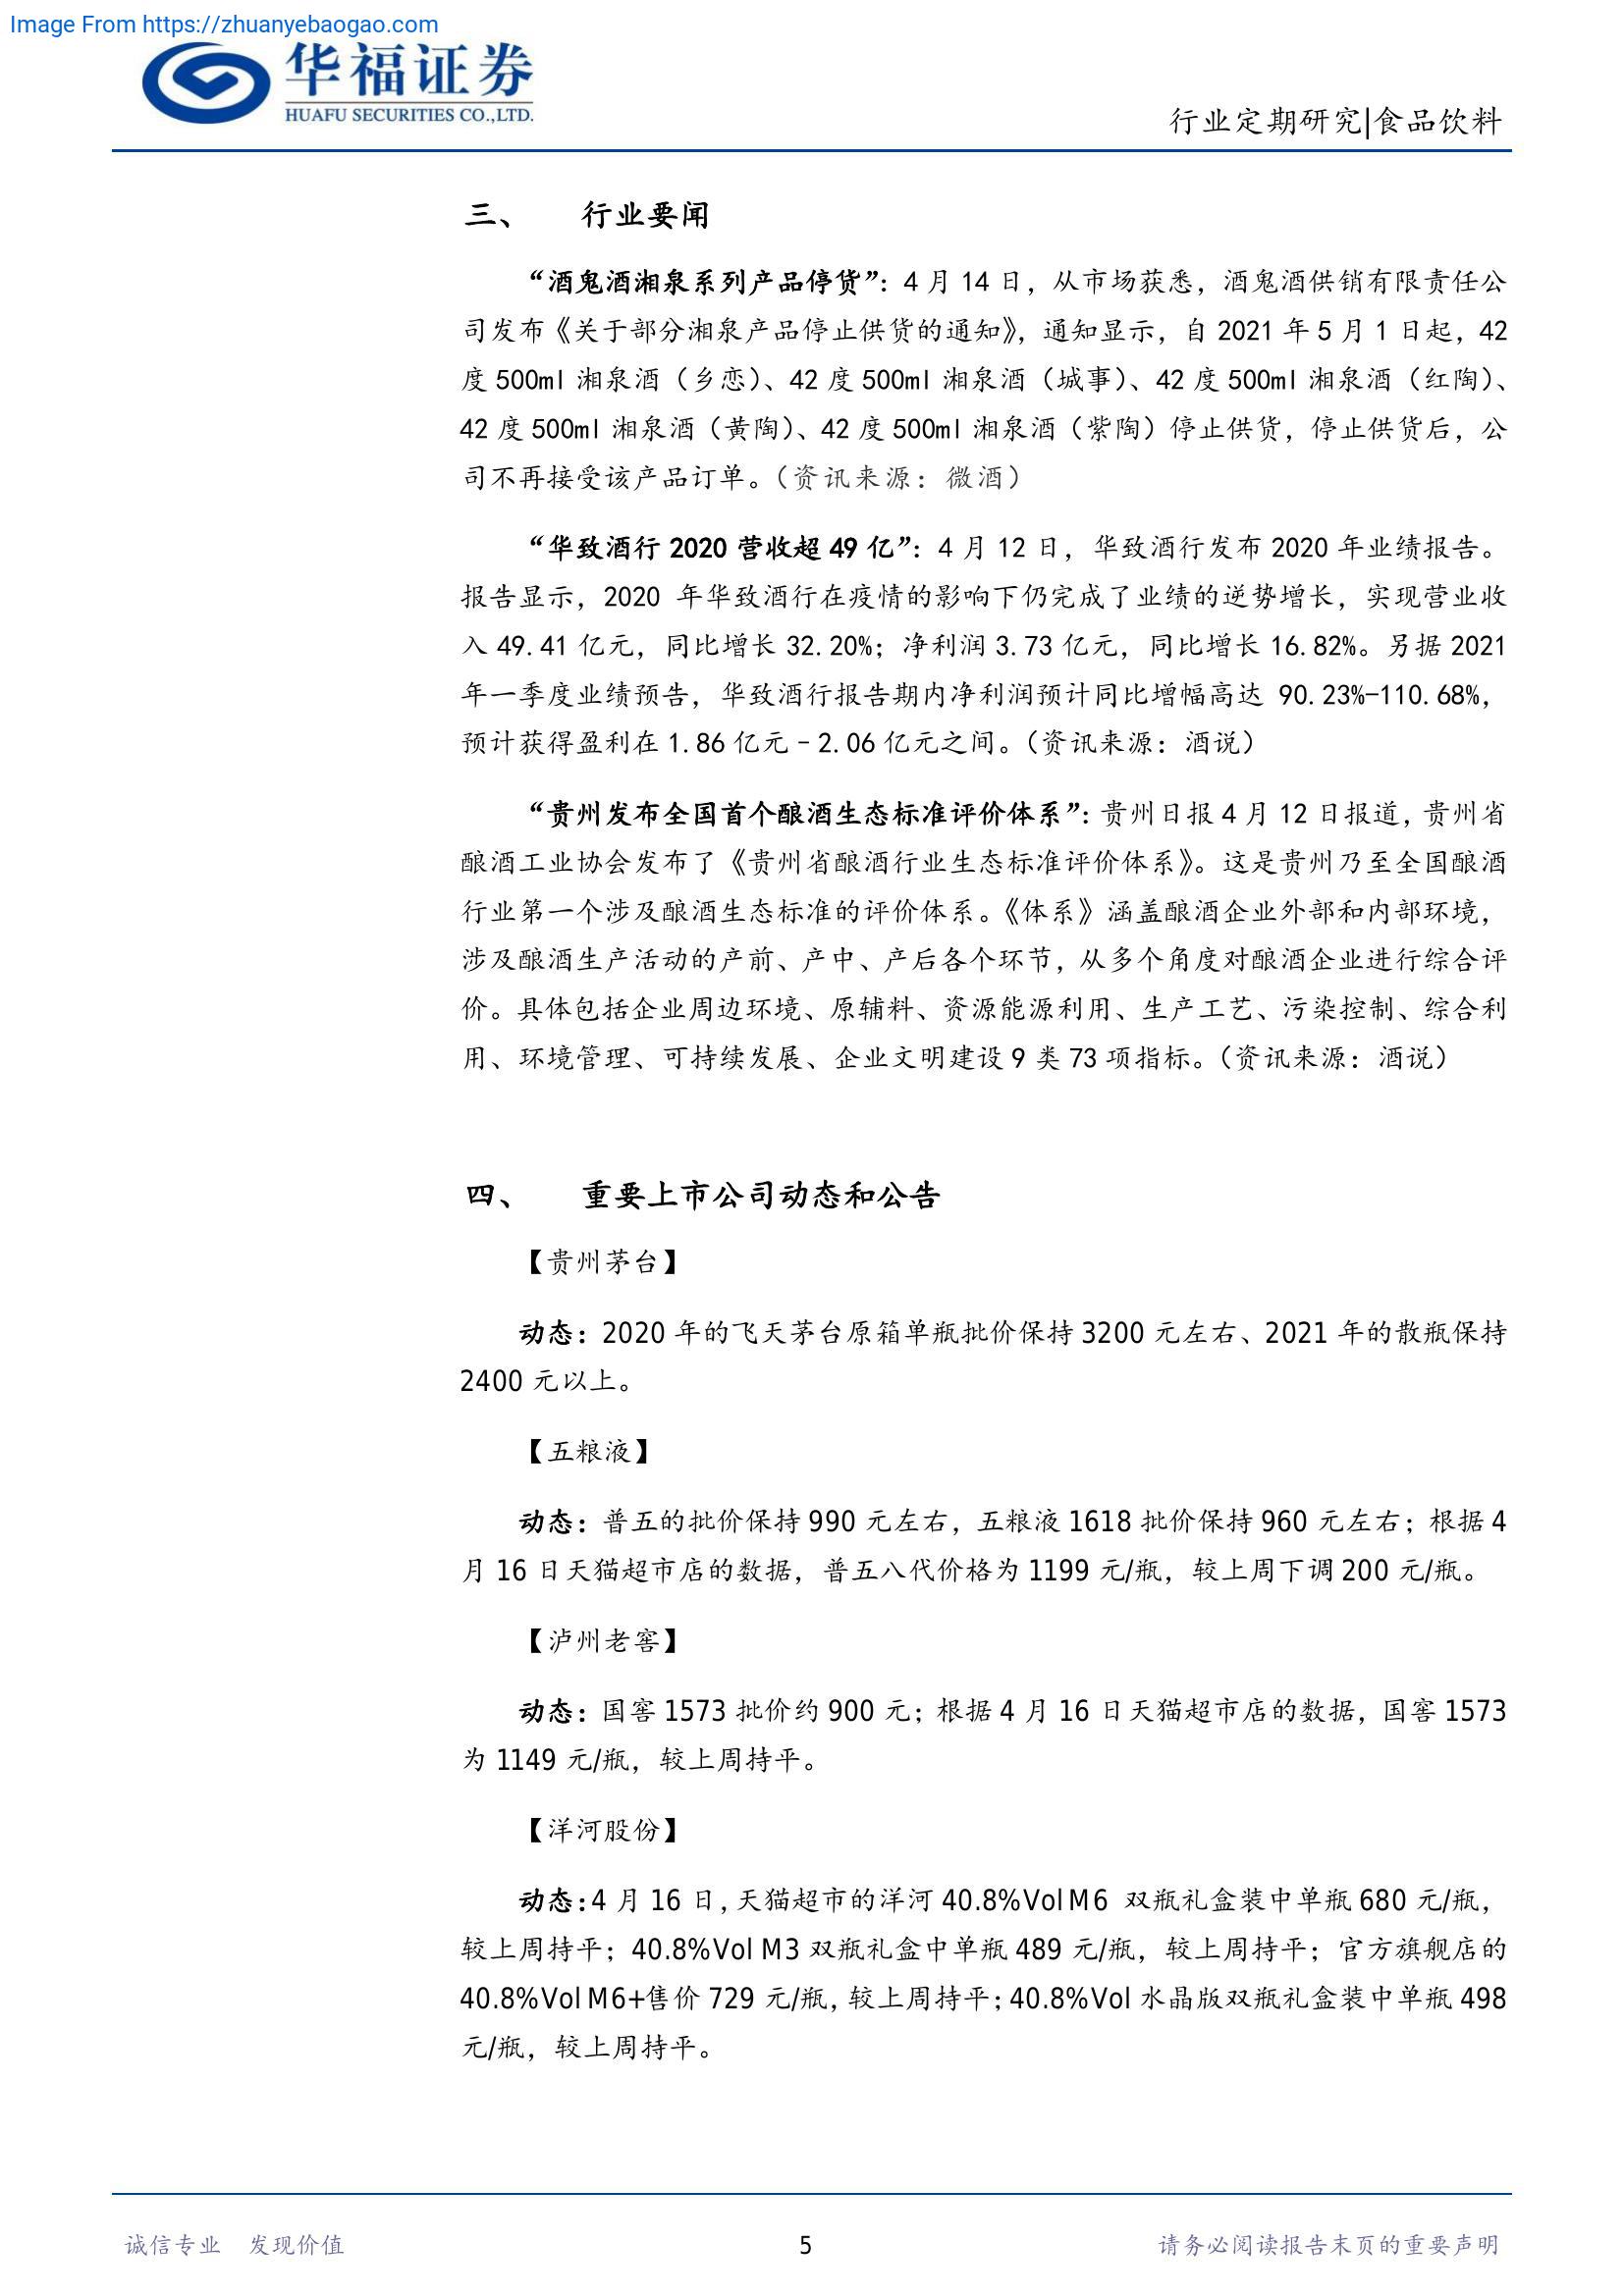 Image From https://zhuanyebaogao.com
华福证券
HUAFU SECURITIES CO.,LTD.
行业定期研究|食品饮料
三、 行业要闻
“酒鬼酒湘泉系列产品停货”：4 月 14 日，从市场获悉，酒鬼酒供销有限责任公
司发布《关于部分湘泉产品停止供货的通知》，通知显示，自 2021 年 5 月 1 日起，42
度 500ml 湘泉酒（乡恋）、42 度 500ml 湘泉酒（城事）、42 度 500ml 湘泉酒（红陶）、
42 度 500ml 湘泉酒（黄陶）、42 度 500ml 湘泉酒（紫陶）停止供货，停止供货后，公
司不再接受该产品订单。（资讯来源：微酒）
“华致酒行 2020 营收超 49 亿”：4 月 12 日，华致酒行发布 2020 年业绩报告。
报告显示，2020 年华致酒行在疫情的影响下仍完成了业绩的逆势增长，实现营业收
入 49.41 亿元，同比增长 32.20%；净利润 3.73 亿元，同比增长 16.82%。另据 2021
年一季度业绩预告，华致酒行报告期内净利润预计同比增幅高达 90.23%-110.68%，
预计获得盈利在 1.86 亿元–2.06 亿元之间。（资讯来源：酒说）
“贵州发布全国首个酿酒生态标准评价体系”：贵州日报 4 月 12 日报道，贵州省
酿酒工业协会发布了《贵州省酿酒行业生态标准评价体系》。这是贵州乃至全国酿酒
行业第一个涉及酿酒生态标准的评价体系。《体系》涵盖酿酒企业外部和内部环境，
涉及酿酒生产活动的产前、产中、产后各个环节，从多个角度对酿酒企业进行综合评
价。具体包括企业周边环境、原辅料、资源能源利用、生产工艺、污染控制、综合利
用、环境管理、可持续发展、企业文明建设 9 类 73 项指标。（资讯来源：酒说）
四、 重要上市公司动态和公告
【贵州茅台】
动态：2020 年的飞天茅台原箱单瓶批价保持 3200 元左右、2021 年的散瓶保持
2400 元以上。
【五粮液】
动态：普五的批价保持 990 元左右，五粮液 1618 批价保持 960 元左右；根据 4
月 16 日天猫超市店的数据，普五八代价格为 1199 元/瓶，较上周下调 200 元/瓶。
【泸州老窖】
动态：国窖 1573 批价约 900 元；根据 4 月 16 日天猫超市店的数据，国窖 1573
为 1149 元/瓶，较上周持平。
【洋河股份】
动态：4 月 16 日，天猫超市的洋河 40.8%Vol M6 双瓶礼盒装中单瓶 680 元/瓶，
较上周持平；40.8%Vol M3 双瓶礼盒中单瓶 489 元/瓶，较上周持平；官方旗舰店的
40.8%Vol M6+售价 729 元/瓶，较上周持平；40.8%Vol 水晶版双瓶礼盒装中单瓶 498
元/瓶，较上周持平。
诚信专业 发现价值
5
请务必阅读报告末页的重要声明